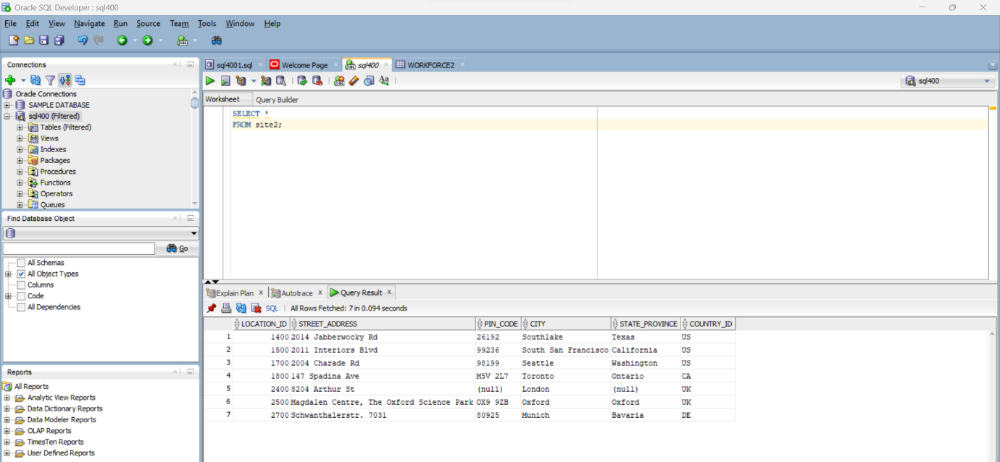 Oracle SQL Developer : sql400
File Edit View Navigate Run Source Team Tools Window Help
Connections
Oracle Connections
SAMPLE DATABASE
sql400 (Filtered)
Tables (Filtered)
Views
Indexes
Packages
Procedures
Functions
Operators
Queues
Find Database Object
Go
All Schemas
All Object Types
Columns
Code
All Dependencies
Reports
All Reports
Analytic View Reports
Data Dictionary Reports
Data Modeler Reports
OLAP Reports
TimesTen Reports
User Defined Reports
sql4001.sql Welcome Page sql400 WORKFORCE2
sql400
Worksheet Query Builder
SELECT *
FROM site2;
Explain Plan Autotrace Query Result
SQL | All Rows Fetched: 7 in 0.094 seconds
LOCATION_ID STREET_ADDRESS PIN_CODE CITY STATE_PROVINCE COUNTRY_ID
1 1400 2014 Jabberwocky Rd 26192 Southlake Texas US
2 1500 2011 Interiors Blvd 99236 South San Francisco California US
3 1700 2004 Charade Rd 98199 Seattle Washington US
4 1800 147 Spadina Ave M5V 2L7 Toronto Ontario CA
5 2400 8204 Arthur St (null) London (null) UK
6 2500 Magdalen Centre, The Oxford Science Park OX9 9ZB Oxford Oxford UK
7 2700 Schwanthalerstr. 7031 80925 Munich Bavaria DE